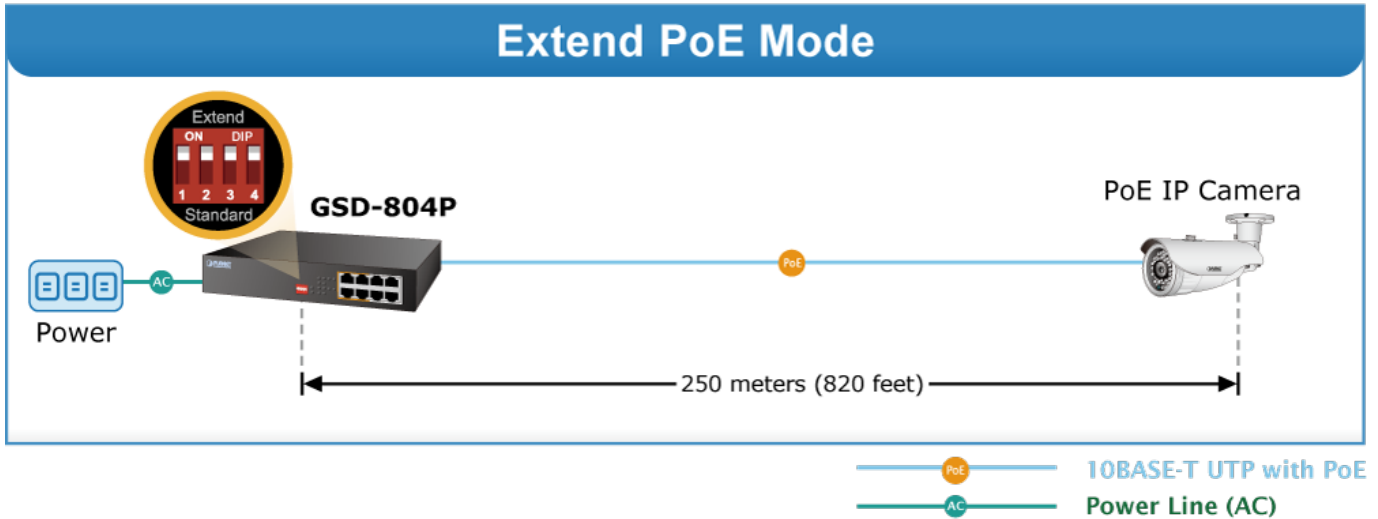 Extend PoE Mode
Extend
ON DIP
1 2 3 4
Standard
GSD-804P
PoE IP Camera
PLANET
PoE
AC
Power
250 meters (820 feet)
PoE 10BASE-T UTP with PoE
AC Power Line (AC)